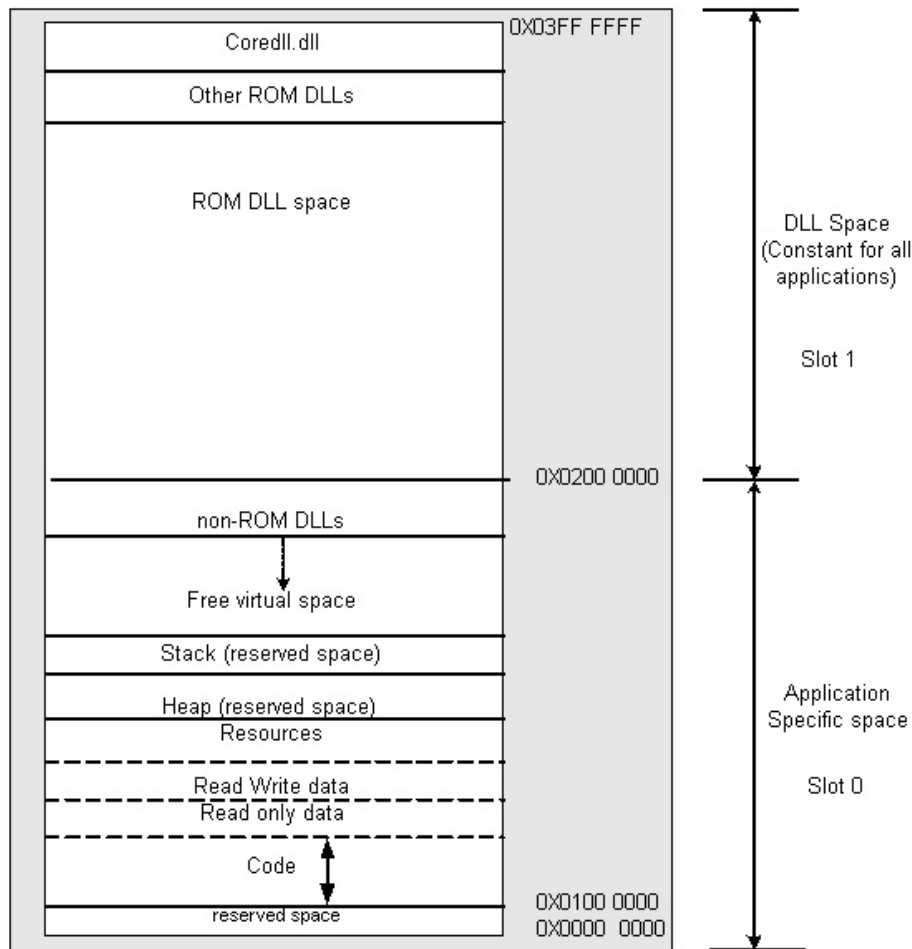 Coredll.dll
0X03FF FFFF
Other ROM DLLs
ROM DLL space
DLL Space
(Constant for all
applications)
Slot 1
0X0200 0000
non-ROM DLLs
Free virtual space
Stack (reserved space)
Heap (reserved space)
Resources
Read Write data
Read only data
Code
Application
Specific space
Slot 0
0X0100 0000
reserved space
0X0000 0000